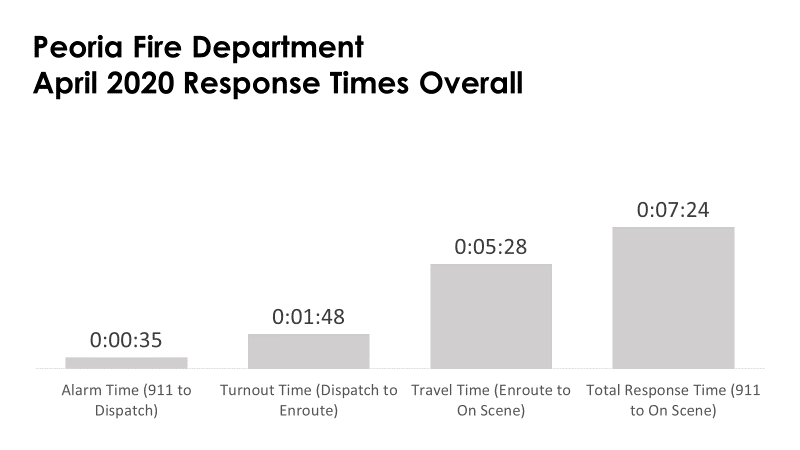 Peoria Fire Department
April 2020 Response Times Overall
0:00:35
0:01:48
0:05:28
0:07:24
Alarm Time (911 to
Dispatch)
Turnout Time (Dispatch to
Enroute)
Travel Time (Enroute to
On Scene)
Total Response Time (911
to On Scene)